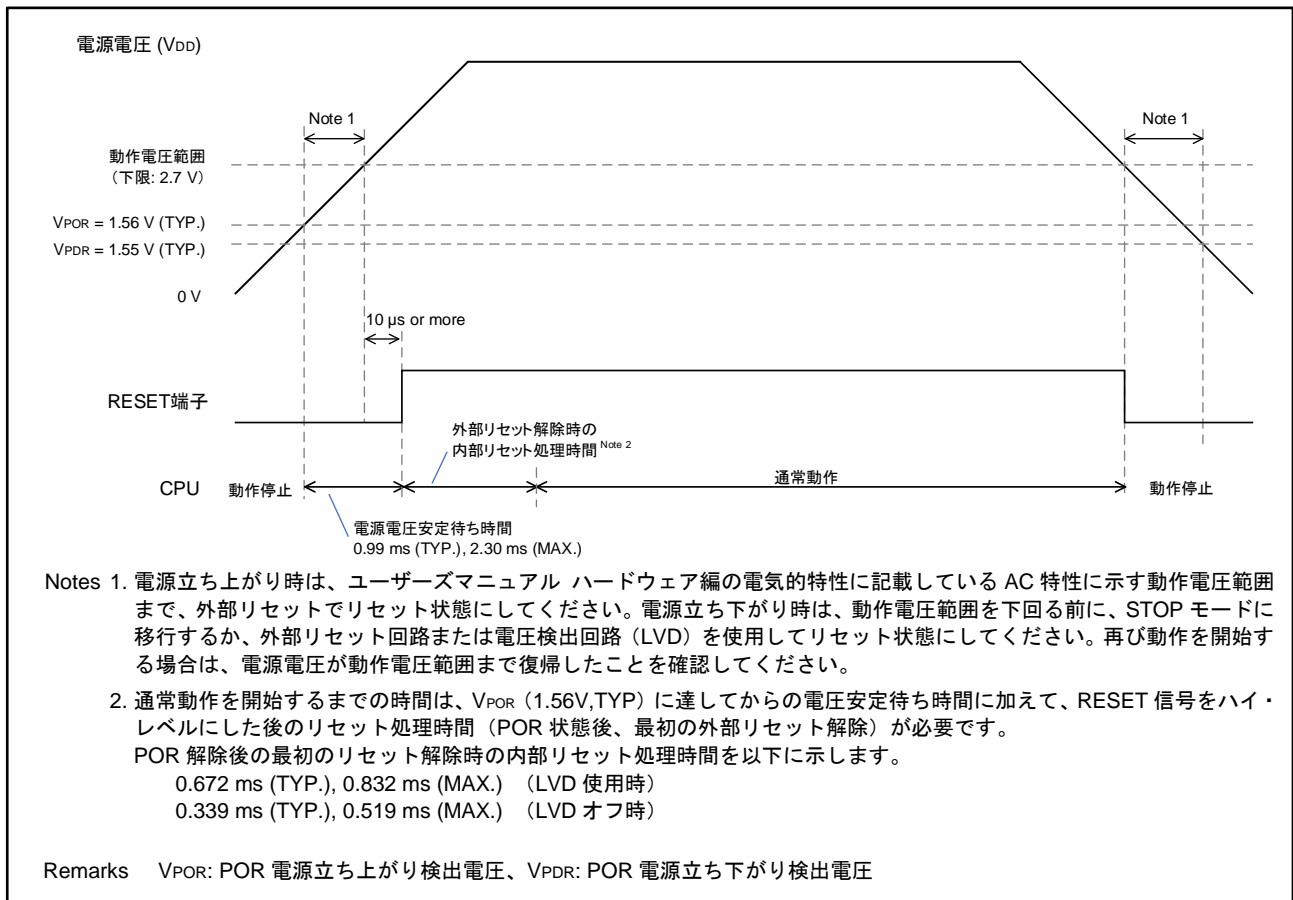 電源電圧 (VDD)
Note 1
Note 1
動作電圧範囲
（下限: 2.7 V）
VPOR = 1.56 V (TYP.)
VPDR = 1.55 V (TYP.)
0 V
10 µs or more
RESET端子
外部リセット解除時の
内部リセット処理時間 Note 2
CPU
動作停止
通常動作
動作停止
電源電圧安定待ち時間
0.99 ms (TYP.), 2.30 ms (MAX.)
Notes 1. 電源立ち上がり時は、ユーザーズマニュアル ハードウェア編の電気的特性に記載している AC 特性に示す動作電圧範囲
まで、外部リセットでリセット状態にしてください。電源立ち下がり時は、動作電圧範囲を下回る前に、STOP モードに
移行するか、外部リセット回路または電圧検出回路（LVD）を使用してリセット状態にしてください。再び動作を開始す
る場合は、電源電圧が動作電圧範囲まで復帰したことを確認してください。
2. 通常動作を開始するまでの時間は、VPOR（1.56V,TYP）に達してからの電圧安定待ち時間に加えて、RESET 信号をハイ・
レベルにした後のリセット処理時間（POR 状態後、最初の外部リセット解除）が必要です。
POR 解除後の最初のリセット解除時の内部リセット処理時間を以下に示します。
0.672 ms (TYP.), 0.832 ms (MAX.) （LVD 使用時）
0.339 ms (TYP.), 0.519 ms (MAX.) （LVD オフ時）
Remarks VPOR: POR 電源立ち上がり検出電圧、VPDR: POR 電源立ち下がり検出電圧